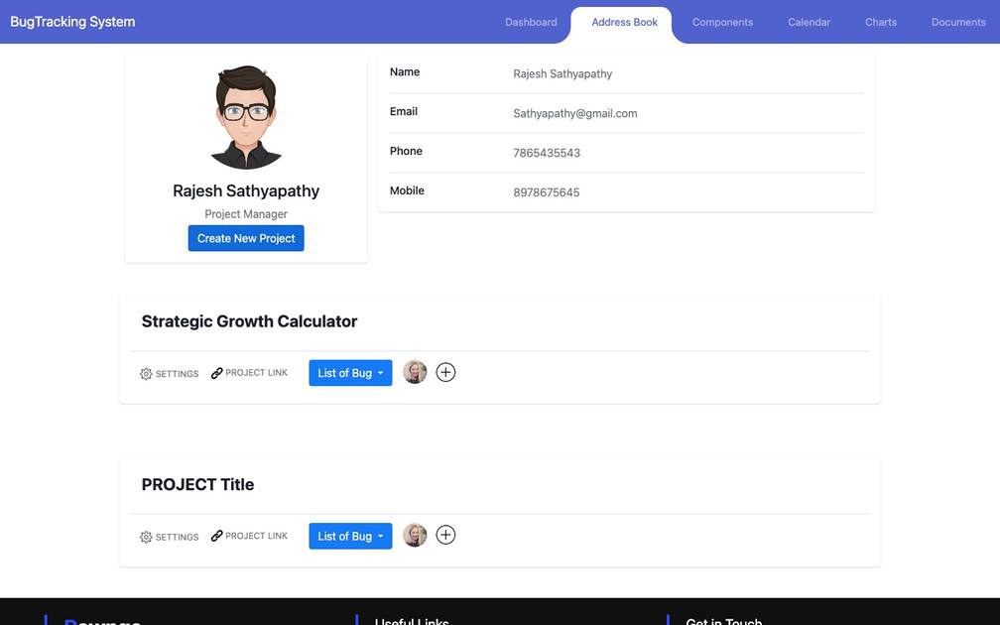 BugTracking System
Dashboard
Address Book
Components
Calendar
Charts
Documents
Rajesh Sathyapathy
Project Manager
Create New Project
Name Rajesh Sathyapathy
Email Sathyapathy@gmail.com
Phone 7865435543
Mobile 8978675645
Strategic Growth Calculator
SETTINGS PROJECT LINK List of Bug
PROJECT Title
SETTINGS PROJECT LINK List of Bug
Useful Links
Get in Touch